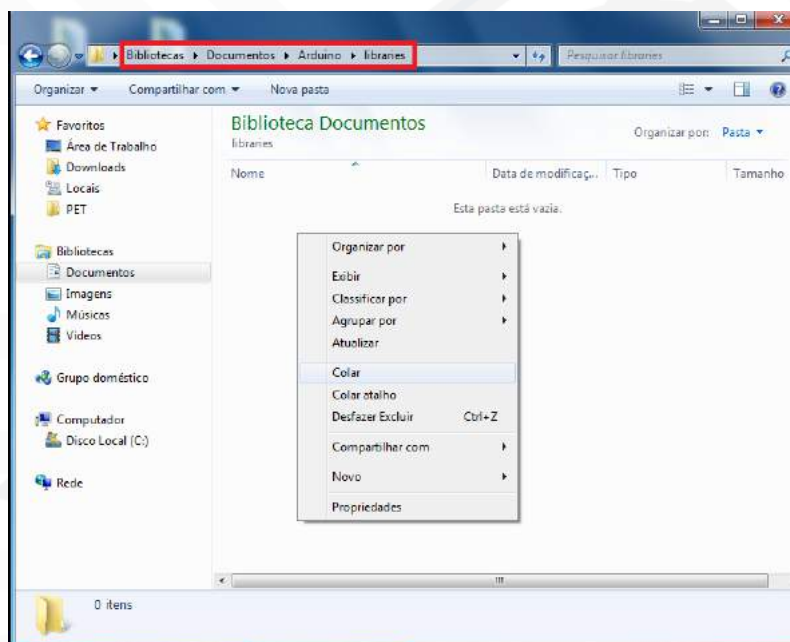 Bibliotecas Documentos Arduino libraries
Pesquisar libraries
Organizar Compartilhar com Nova pasta
Favoritos
Área de Trabalho
Downloads
Locais
PET
Bibliotecas
Documentos
Imagens
Músicas
Vídeos
Grupo doméstico
Computador
Disco Local (C:)
Rede
Biblioteca Documentos
libraries
Organizar por: Pasta
Nome Data de modificaç... Tipo Tamanho
Esta pasta está vazia.
Organizar por
Exibir
Classificar por
Agrupar por
Atualizar
Colar
Colar atalho
Desfazer Excluir Ctrl+Z
Compartilhar com
Novo
Propriedades
0 itens